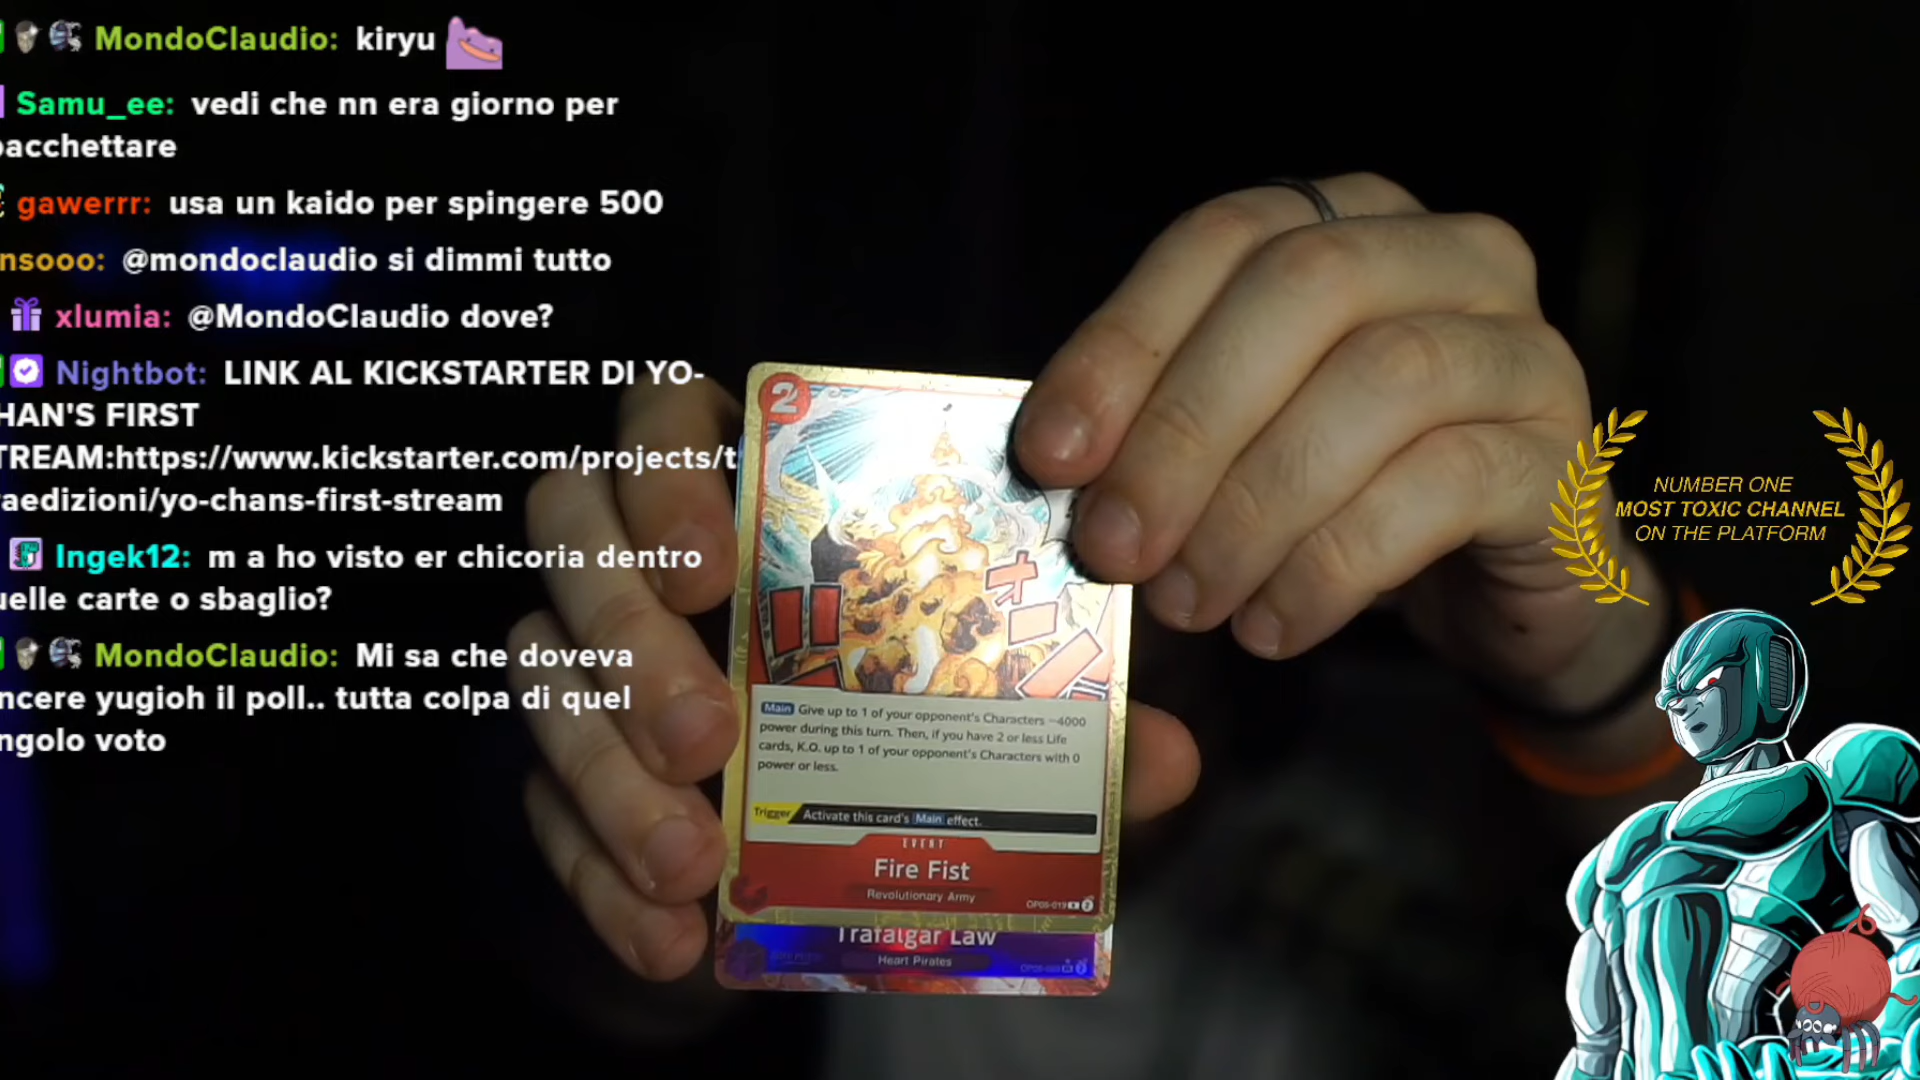 MondoClaudio: kiryu
Samu_ee: vedi che nn era giorno per
pacchettare
gawerrr: usa un kaido per spingere 500
nsooo: @mondoclaudio si dimmi tutto
xlumia: @MondoClaudio dove?
Nightbot: LINK AL KICKSTARTER DI YO-
HAN'S FIRST
TREAM:https://www.kickstarter.com/projects/t
raedizioni/yo-chans-first-stream
Ingek12: m a ho visto er chicoria dentro
uelle carte o sbaglio?
MondoClaudio: Mi sa che doveva
ncere yugioh il poll.. tutta colpa di quel
ngolo voto
2
Main Give up to 1 of your opponent's Characters −4000
power during this turn. Then, if you have 2 or less Life
cards, K.O. up to 1 of your opponent's Characters with 0
power or less.
Trigger Activate this card's Main effect.
EVENT
Fire Fist
Revolutionary Army
OP05-019 R 2
Trafalgar Law
Heart Pirates
NUMBER ONE
MOST TOXIC CHANNEL
ON THE PLATFORM